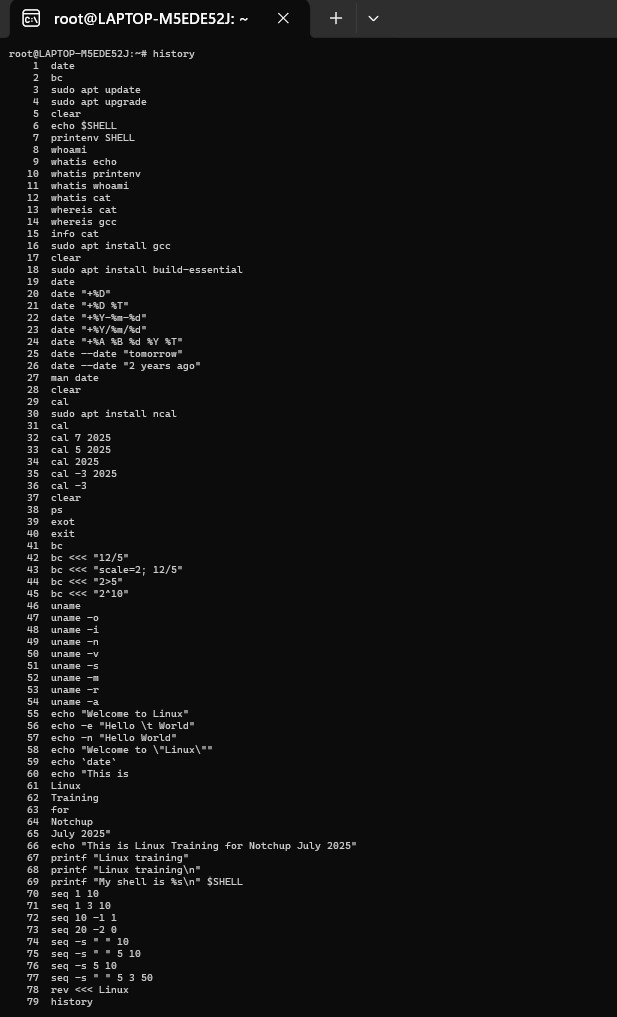 root@LAPTOP-M5EDE52J: ~
root@LAPTOP-M5EDE52J:~# history
1 date
2 bc
3 sudo apt update
4 sudo apt upgrade
5 clear
6 echo $SHELL
7 printenv SHELL
8 whoami
9 whatis echo
10 whatis printenv
11 whatis whoami
12 whatis cat
13 whereis cat
14 whereis gcc
15 info cat
16 sudo apt install gcc
17 clear
18 sudo apt install build-essential
19 date
20 date "+%D"
21 date "+%D %T"
22 date "+%Y-%m-%d"
23 date "+%Y/%m/%d"
24 date "+%A %B %d %Y %T"
25 date --date "tomorrow"
26 date --date "2 years ago"
27 man date
28 clear
29 cal
30 sudo apt install ncal
31 cal
32 cal 7 2025
33 cal 5 2025
34 cal 2025
35 cal -3 2025
36 cal -3
37 clear
38 ps
39 exot
40 exit
41 bc
42 bc <<< "12/5"
43 bc <<< "scale=2; 12/5"
44 bc <<< "2>5"
45 bc <<< "2^10"
46 uname
47 uname -o
48 uname -i
49 uname -n
50 uname -v
51 uname -s
52 uname -m
53 uname -r
54 uname -a
55 echo "Welcome to Linux"
56 echo -e "Hello \t World"
57 echo -n "Hello World"
58 echo "Welcome to \"Linux\""
59 echo `date`
60 echo "This is
61 Linux
62 Training
63 for
64 Notchup
65 July 2025"
66 echo "This is Linux Training for Notchup July 2025"
67 printf "Linux training"
68 printf "Linux training\n"
69 printf "My shell is %s\n" $SHELL
70 seq 1 10
71 seq 1 3 10
72 seq 10 -1 1
73 seq 20 -2 0
74 seq -s " " 10
75 seq -s " " 5 10
76 seq -s 5 10
77 seq -s " " 5 3 50
78 rev <<< Linux
79 history